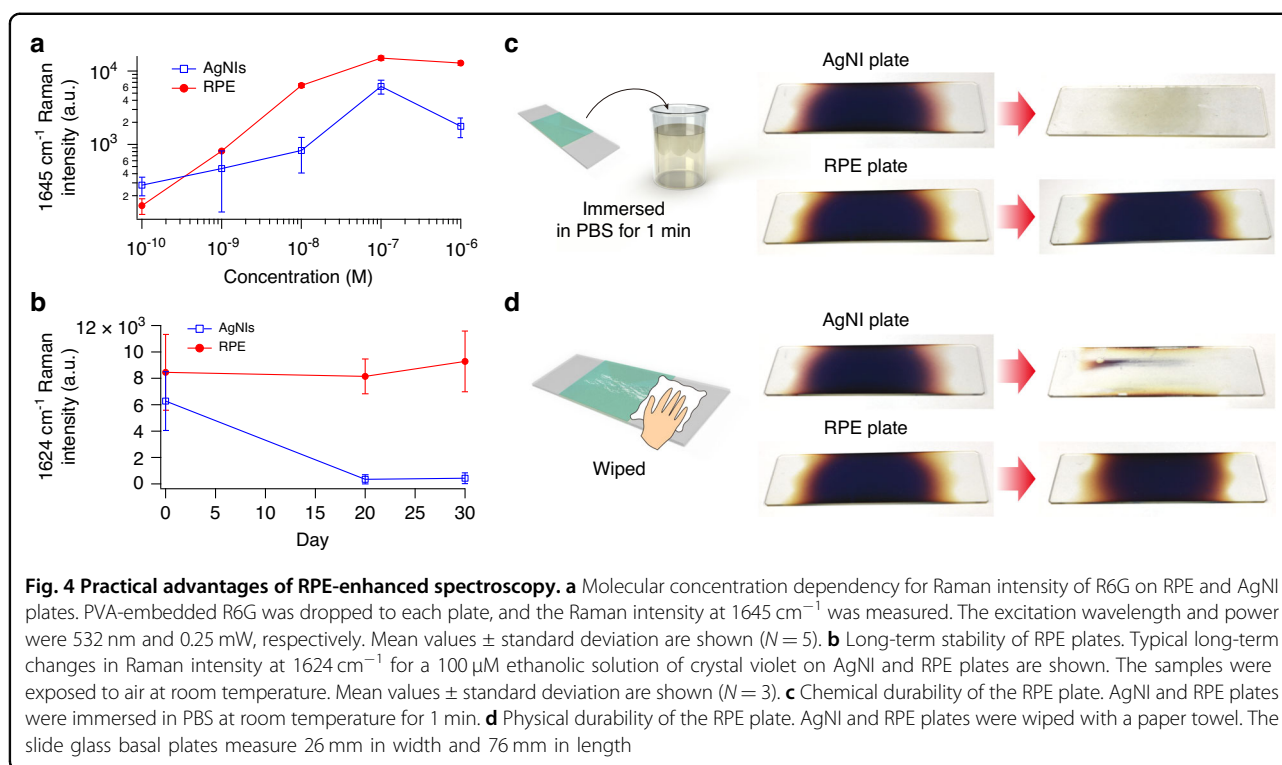 a
AgNIs
RPE
10⁴
6
4
2
10³
6
4
2
1645 cm⁻¹ Raman
intensity (a.u.)
10⁻¹⁰ 10⁻⁹ 10⁻⁸ 10⁻⁷ 10⁻⁶
Concentration (M)
b
AgNIs
RPE
12 × 10³
10
8
6
4
2
0
1624 cm⁻¹ Raman
intensity (a.u.)
0 5 10 15 20 25 30
Day
c
Immersed
in PBS for 1 min
AgNI plate
RPE plate
d
Wiped
AgNI plate
RPE plate
Fig. 4 Practical advantages of RPE-enhanced spectroscopy. a Molecular concentration dependency for Raman intensity of R6G on RPE and AgNI
plates. PVA-embedded R6G was dropped to each plate, and the Raman intensity at 1645 cm⁻¹ was measured. The excitation wavelength and power
were 532 nm and 0.25 mW, respectively. Mean values ± standard deviation are shown (N = 5). b Long-term stability of RPE plates. Typical long-term
changes in Raman intensity at 1624 cm⁻¹ for a 100 μM ethanolic solution of crystal violet on AgNI and RPE plates are shown. The samples were
exposed to air at room temperature. Mean values ± standard deviation are shown (N = 3). c Chemical durability of the RPE plate. AgNI and RPE plates
were immersed in PBS at room temperature for 1 min. d Physical durability of the RPE plate. AgNI and RPE plates were wiped with a paper towel. The
slide glass basal plates measure 26 mm in width and 76 mm in length